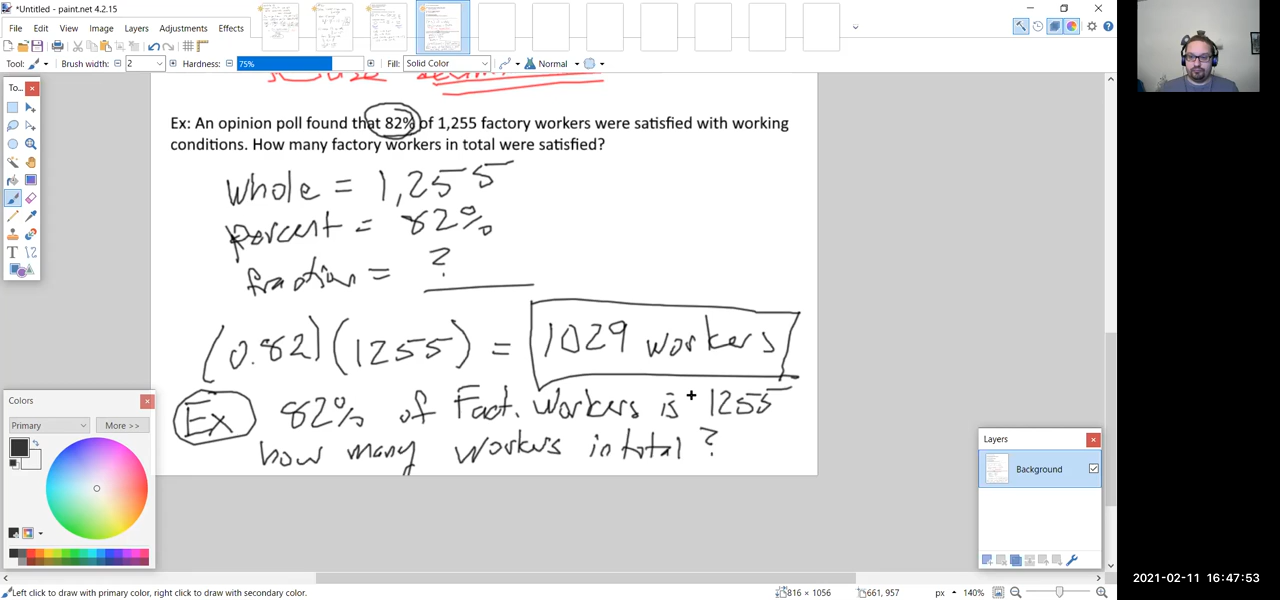 *Untitled - paint.net 4.2.15
File Edit View Image Layers Adjustments Effects
Tool: Brush width: 2 Hardness: 75% Fill: Solid Color Normal
To...
Ex: An opinion poll found that 82% of 1,255 factory workers were satisfied with working
conditions. How many factory workers in total were satisfied?
whole = 1,255
percent = 82%
fraction = ?
(0.82)(1255) = 1029 workers
Ex 82% of Fact. Workers is 1255
how many workers in total?
Colors
Primary More >>
Layers
Background
2021-02-11 16:47:53
Left click to draw with primary color, right click to draw with secondary color.
816 × 1056 661, 957 px 140%